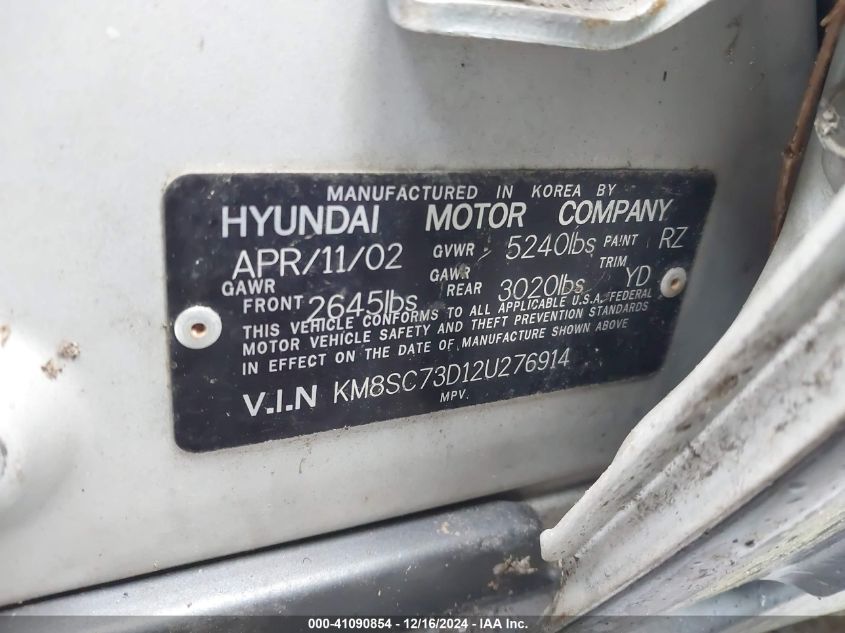 MANUFACTURED IN KOREA BY
HYUNDAI MOTOR COMPANY
APR/11/02 GVWR 5240lbs PAINT RZ
GAWR FRONT 2645lbs GAWR REAR 3020lbs TRIM YD
THIS VEHICLE CONFORMS TO ALL APPLICABLE U.S.A. FEDERAL
MOTOR VEHICLE SAFETY AND THEFT PREVENTION STANDARDS
IN EFFECT ON THE DATE OF MANUFACTURE SHOWN ABOVE
V.I.N KM8SC73D12U276914
MPV.
000-41090854 - 12/16/2024 - IAA Inc.